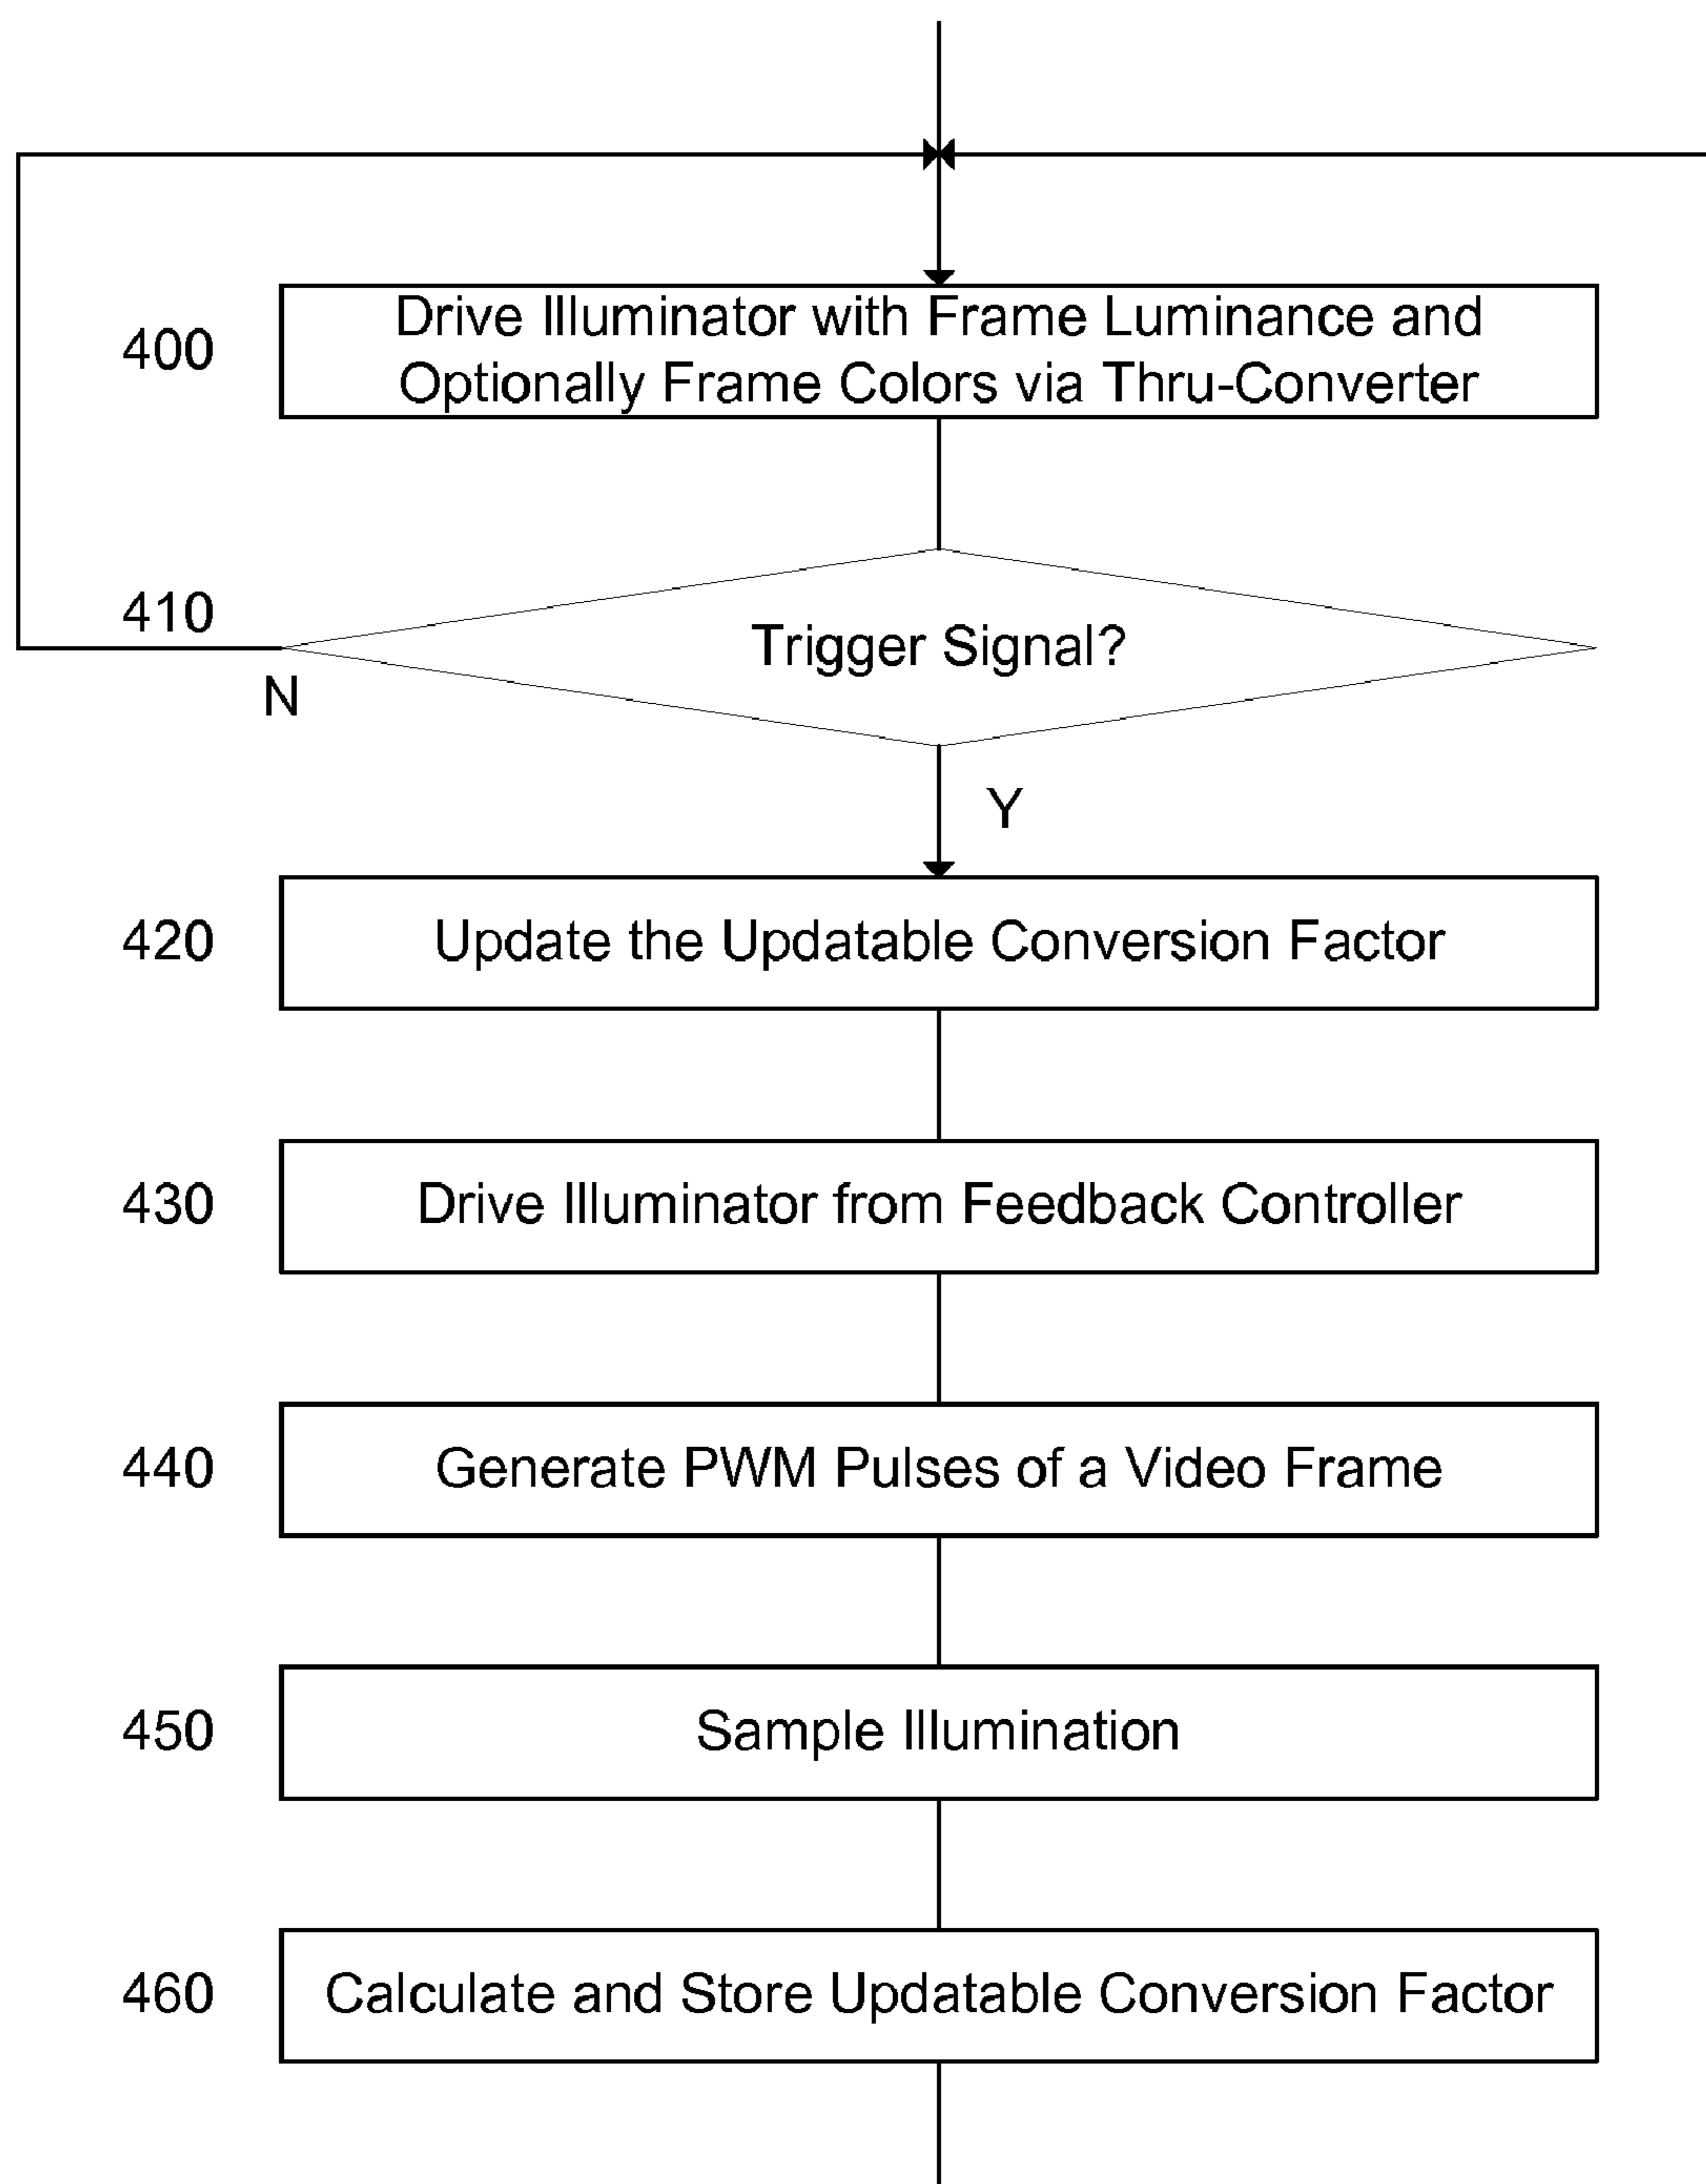 400
Drive Illuminator with Frame Luminance and
Optionally Frame Colors via Thru-Converter
410
Trigger Signal?
N
Y
420
Update the Updatable Conversion Factor
430
Drive Illuminator from Feedback Controller
440
Generate PWM Pulses of a Video Frame
450
Sample Illumination
460
Calculate and Store Updatable Conversion Factor